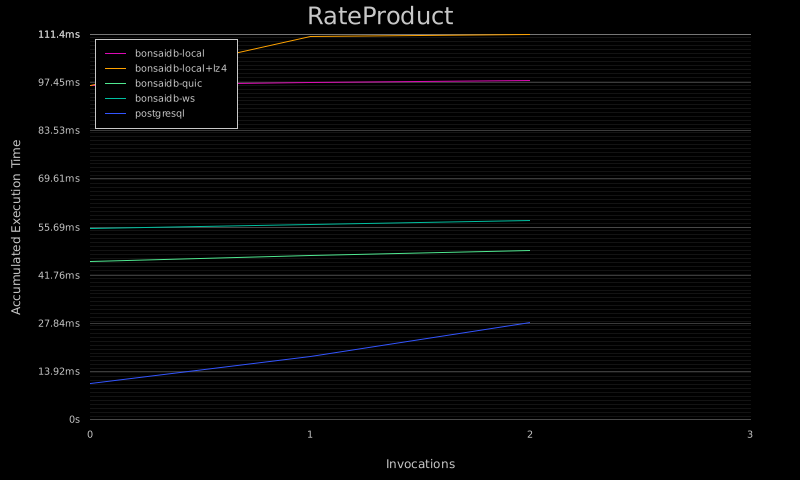 RateProduct
111.4ms
97.45ms
83.53ms
69.61ms
55.69ms
41.76ms
27.84ms
13.92ms
0s
Accumulated Execution Time
bonsaidb-local
bonsaidb-local+lz4
bonsaidb-quic
bonsaidb-ws
postgresql
0 1 2 3
Invocations